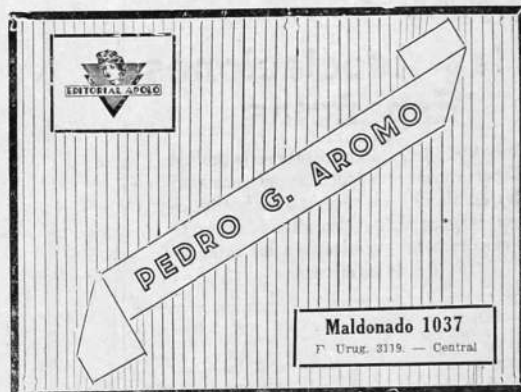 EDITORIAL APOLO
PEDRO G. AROMO
Maldonado 1037
F. Urug. 3119. — Central